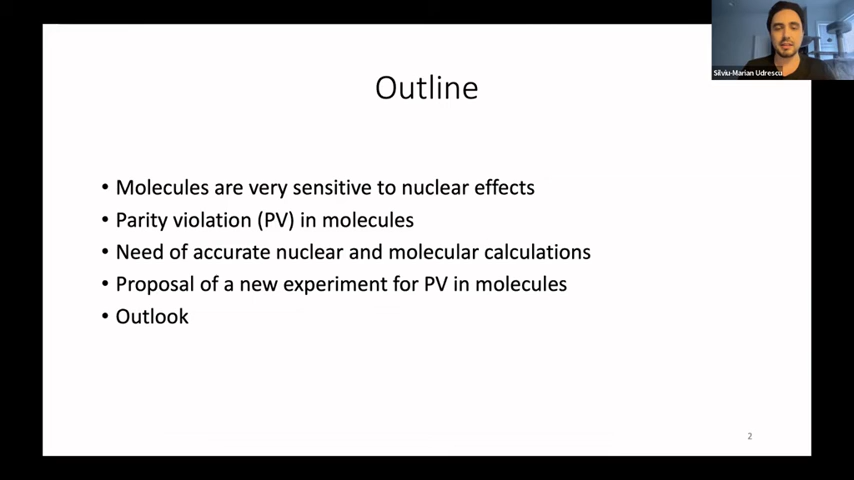 Silviu-Marian Udrescu
Outline
• Molecules are very sensitive to nuclear effects
• Parity violation (PV) in molecules
• Need of accurate nuclear and molecular calculations
• Proposal of a new experiment for PV in molecules
• Outlook
2